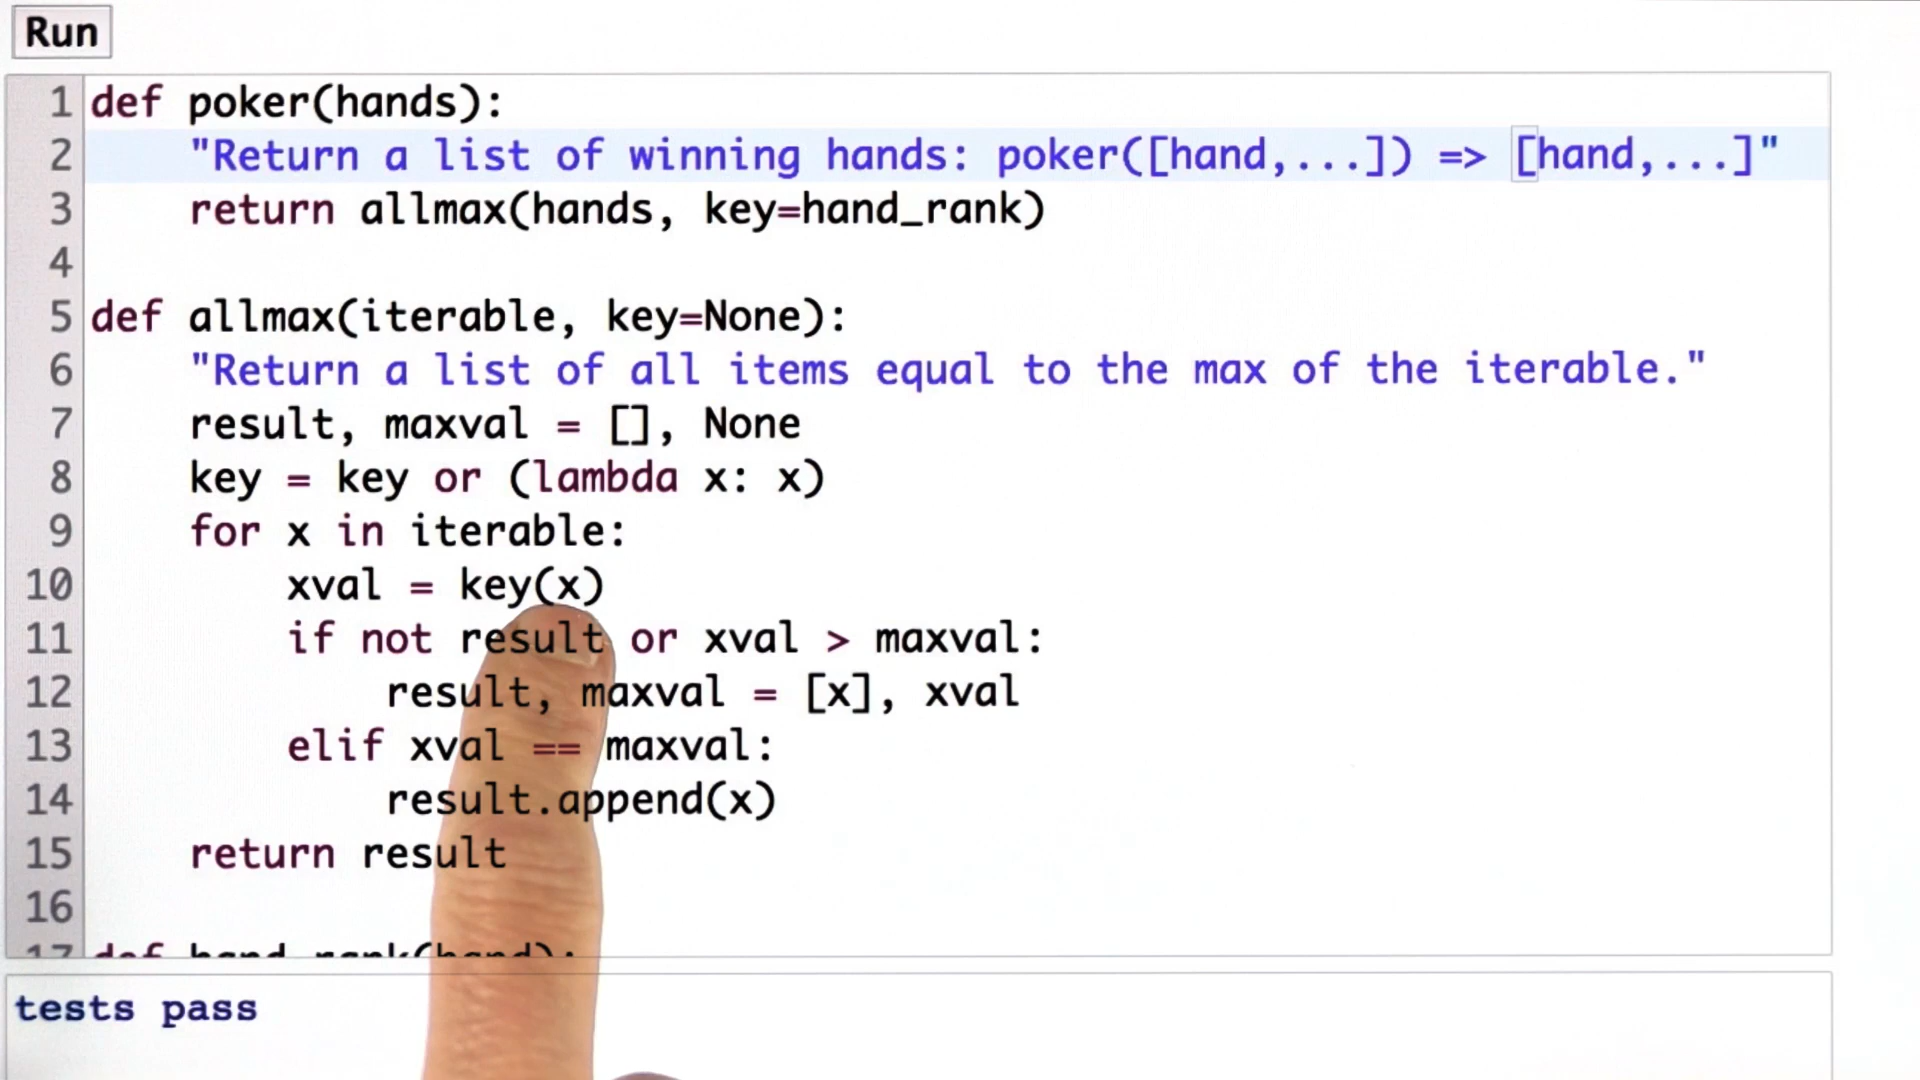 Run
1 def poker(hands):
2     "Return a list of winning hands: poker([hand,...]) => [hand,...]"
3     return allmax(hands, key=hand_rank)
4
5 def allmax(iterable, key=None):
6     "Return a list of all items equal to the max of the iterable."
7     result, maxval = [], None
8     key = key or (lambda x: x)
9     for x in iterable:
10         xval = key(x)
11         if not result or xval > maxval:
12             result, maxval = [x], xval
13         elif xval == maxval:
14             result.append(x)
15     return result
16
17 def hand_rank(hand):
tests pass